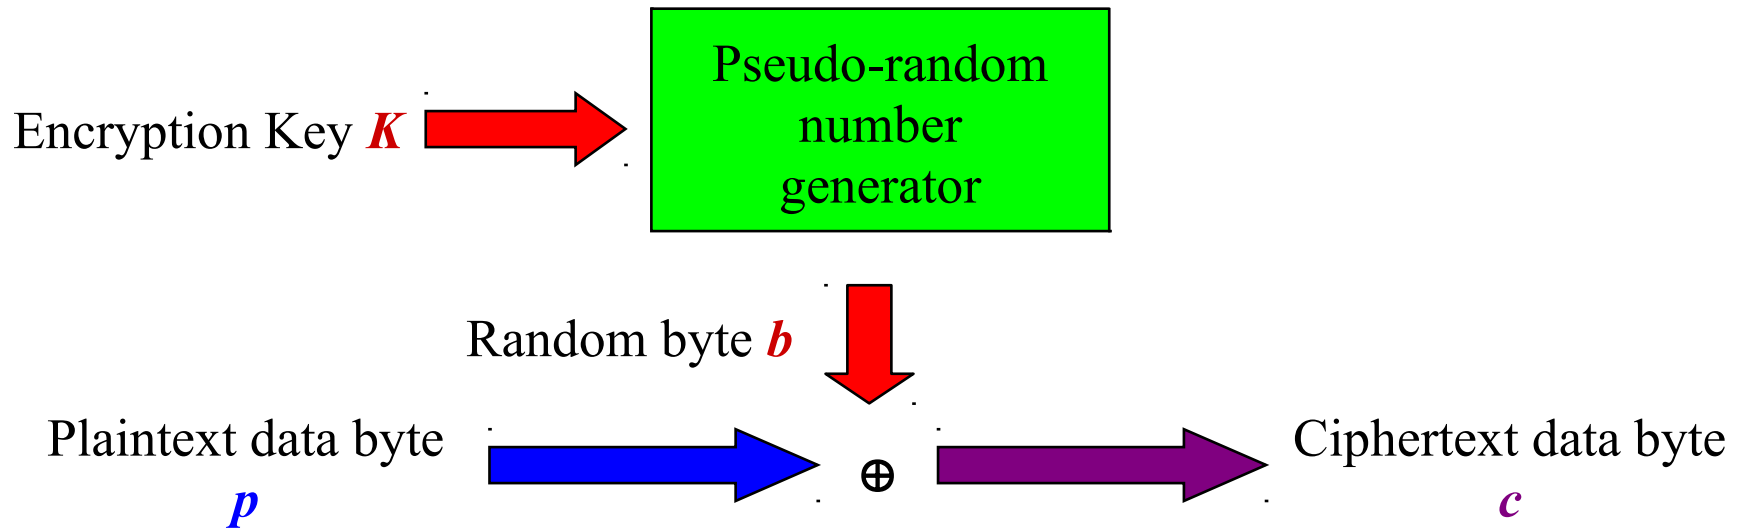 Pseudo-random
number
generator
Encryption Key K
Random byte b
Plaintext data byte
p
⊕
Ciphertext data byte
c